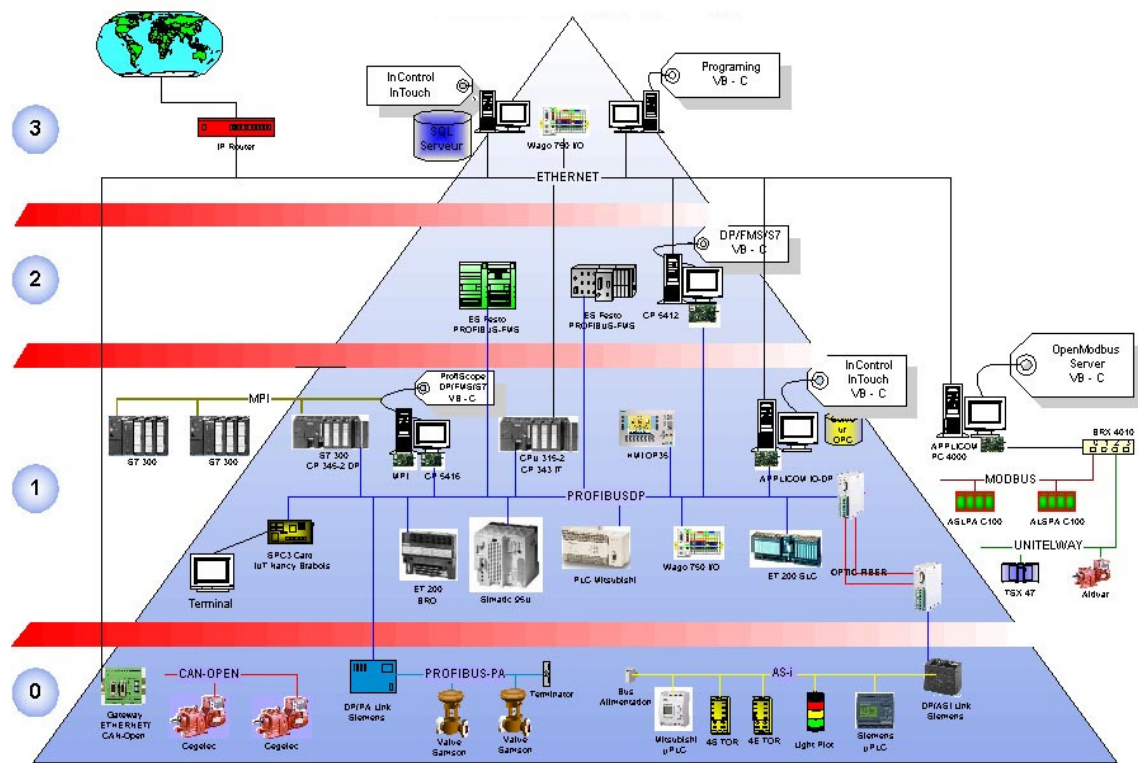 InControl
InTouch
Programing
VB - C
3
SQL
Serveur
IP Router
Wago 750 I/O
ETHERNET
DP/FMS/S7
VB - C
2
ES Festo
PROFIBUS-FMS
ES Festo
PROFIBUS-FMS
CP 5412
OpenModbus
Server
VB - C
InControl
InTouch
VB - C
ProfiScope
DP/FMS/S7
VB - C
MPI
ur
OPC
BRX 4010
0 1 2 3
S7 300
S7 300
S7 300
CP 345-2 DP
MPI
CP 5416
CPU 315-2
CP 343 IT
HMI OP35
APPLICOM IO-DP
APPLICOM
PC 4000
1
PROFIBUSDP
MODBUS
ALSPA C100
ALSPA C100
SPC3 Card
IUT Nancy Brabois
UNITELWAY
Terminal
ET 200
BRO
Simatic 95u
PLC Mitsubishi
Wago 750 I/O
ET 200 SLC
OPTIC FIBER
TSX 47
Altivar
0
CAN-OPEN
PROFIBUS-PA
AS-i
Gateway
ETHERNET/
CAN-Open
Cegelec
Cegelec
DP/PA Link
Siemens
Valve
Samson
Valve
Samson
Terminator
Bus
Alimentation
Mitsubishi
µPLC
4S TOR
4E TOR
Light Plot
Siemens
µPLC
DP/ASI Link
Siemens